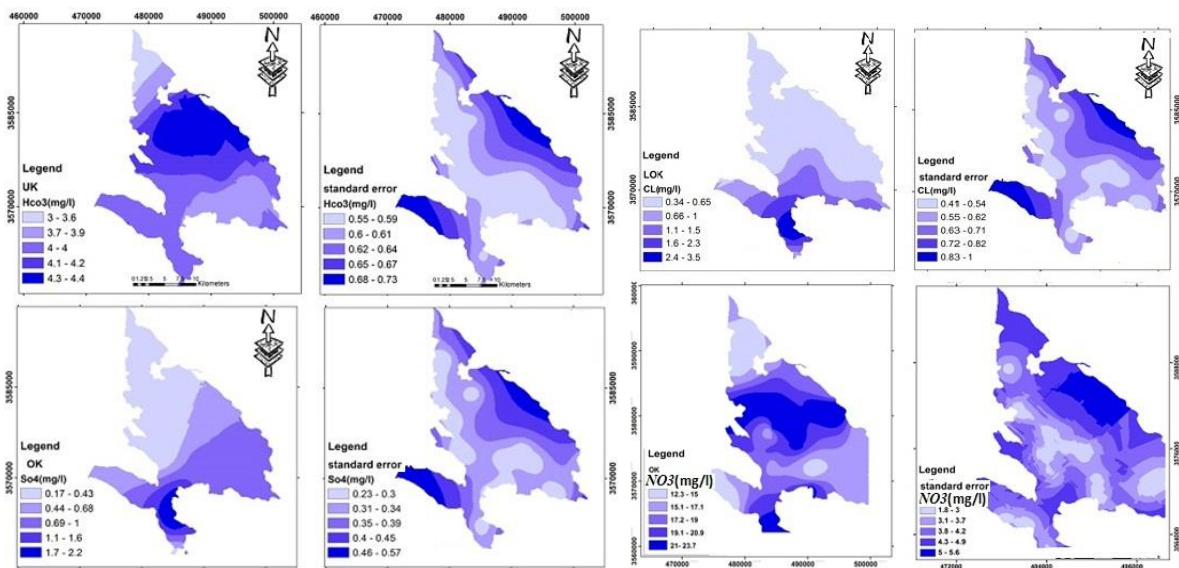 470000 480000 490000 500000
N
3585000
3570000
Legend
UK
Hco3(mg/l)
3 - 3.6
3.7 - 3.9
4 - 4
4.1 - 4.2
4.3 - 4.4
Kilometers
470000 480000 490000 500000
N
3585000
3570000
Legend
standard error
Hco3(mg/l)
0.55 - 0.59
0.6 - 0.61
0.62 - 0.64
0.65 - 0.67
0.68 - 0.73
Kilometers
N
3585000
3570000
Legend
LOK
CL(mg/l)
0.34 - 0.65
0.66 - 1
1.1 - 1.5
1.6 - 2.3
2.4 - 3.5
N
3585000
3570000
Legend
standard error
CL(mg/l)
0.41 - 0.54
0.55 - 0.62
0.63 - 0.71
0.72 - 0.82
0.83 - 1
N
3585000
3570000
Legend
OK
So4(mg/l)
0.17 - 0.43
0.44 - 0.68
0.69 - 1
1.1 - 1.6
1.7 - 2.2
3585000
3570000
Legend
standard error
So4(mg/l)
0.23 - 0.3
0.31 - 0.34
0.35 - 0.39
0.4 - 0.45
0.46 - 0.57
3590000
3580000
3570000
3560000
Legend
OK
NO3(mg/l)
12.3 - 15
15.1 - 17.1
17.2 - 19
19.1 - 20.9
21 - 23.7
470000 480000 490000 500000
Legend
standard error
NO3(mg/l)
1.8 - 3
3.1 - 3.7
3.8 - 4.2
4.3 - 4.9
5 - 5.6
472000